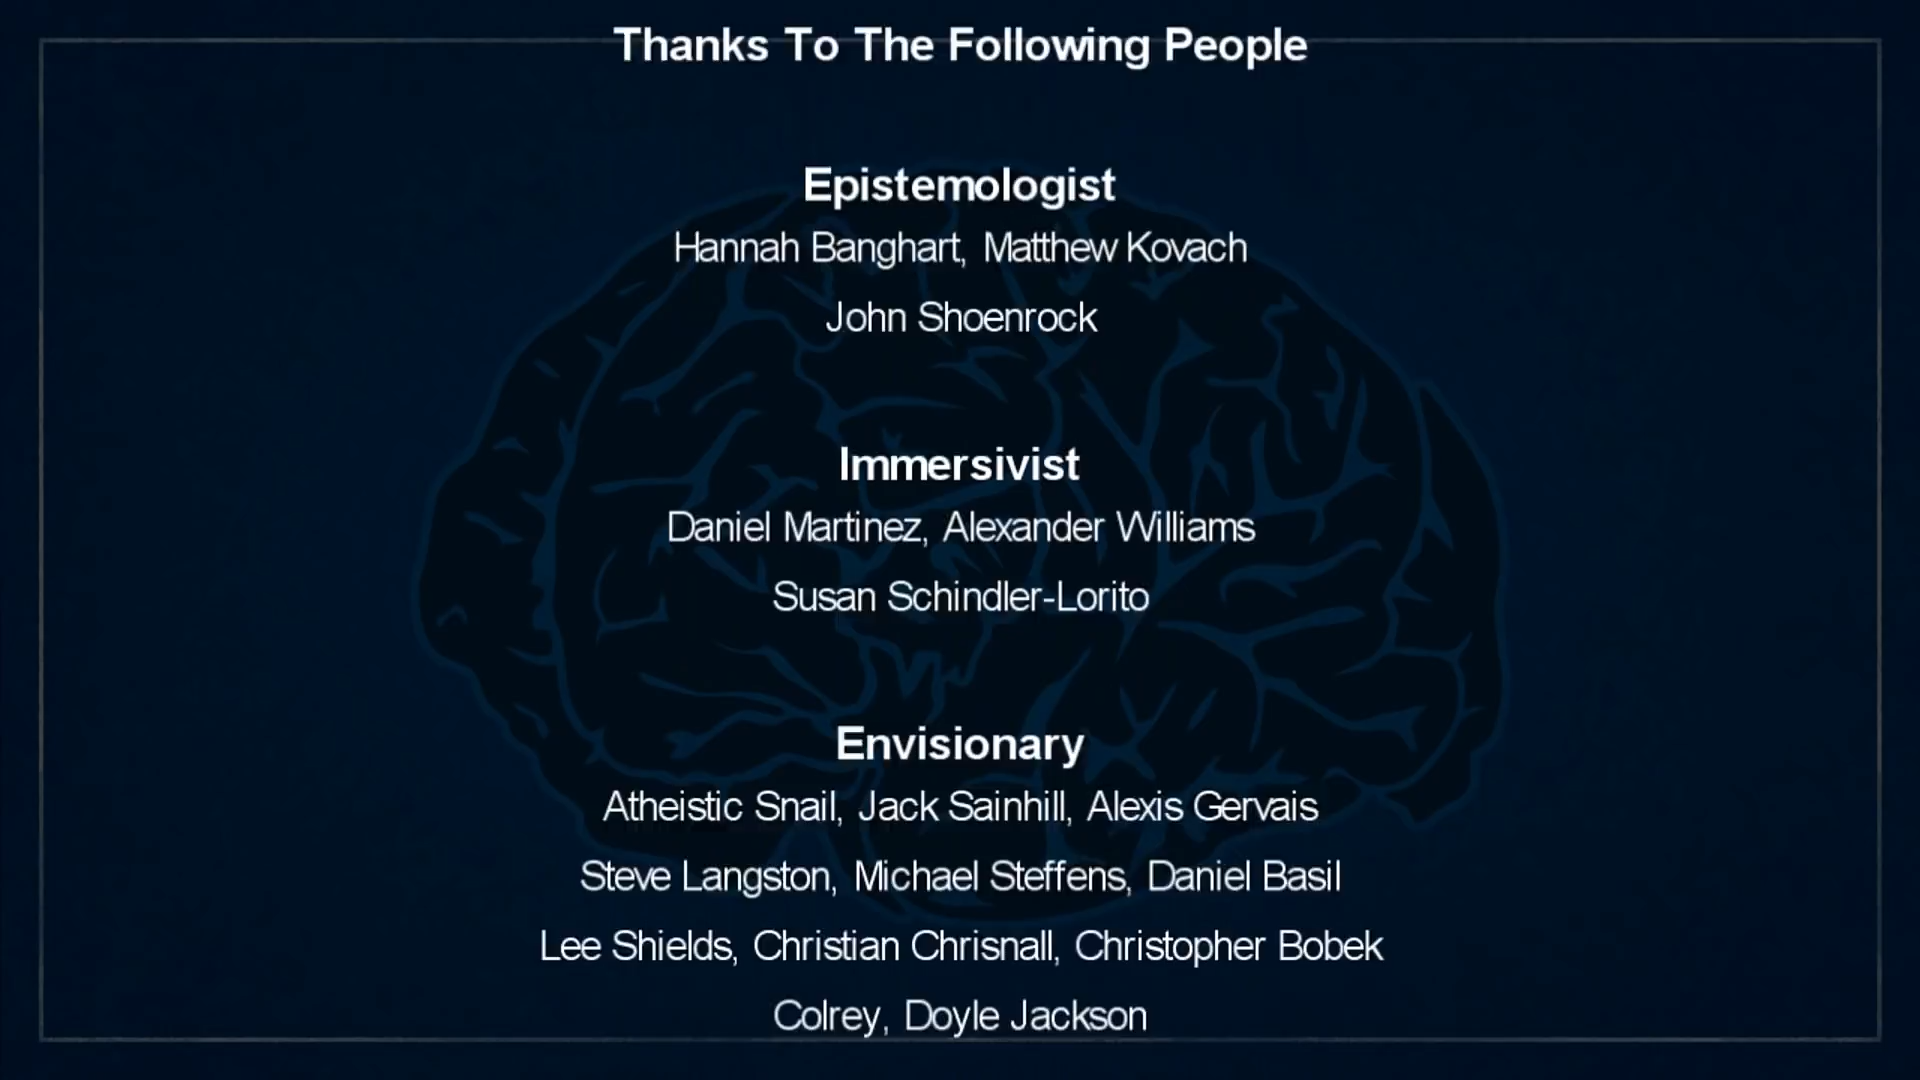 Thanks To The Following People
Epistemologist
Hannah Banghart, Matthew Kovach
John Shoenrock
Immersivist
Daniel Martinez, Alexander Williams
Susan Schindler-Lorito
Envisionary
Atheistic Snail, Jack Sainhill, Alexis Gervais
Steve Langston, Michael Steffens, Daniel Basil
Lee Shields, Christian Chrisnall, Christopher Bobek
Colrey, Doyle Jackson